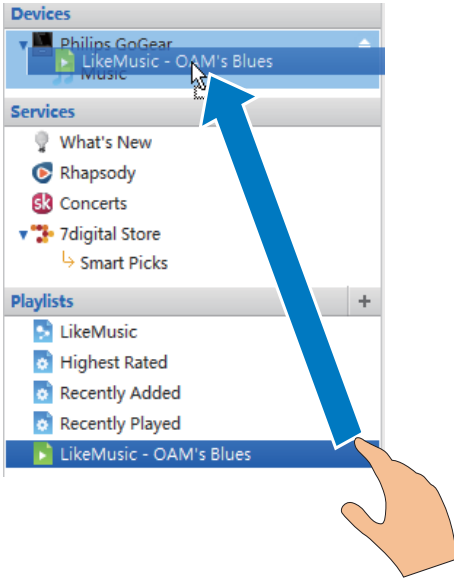 Devices
Philips GoGear
LikeMusic - OAM's Blues
Music
Services
What's New
Rhapsody
sk Concerts
7digital Store
Smart Picks
Playlists +
LikeMusic
Highest Rated
Recently Added
Recently Played
LikeMusic - OAM's Blues